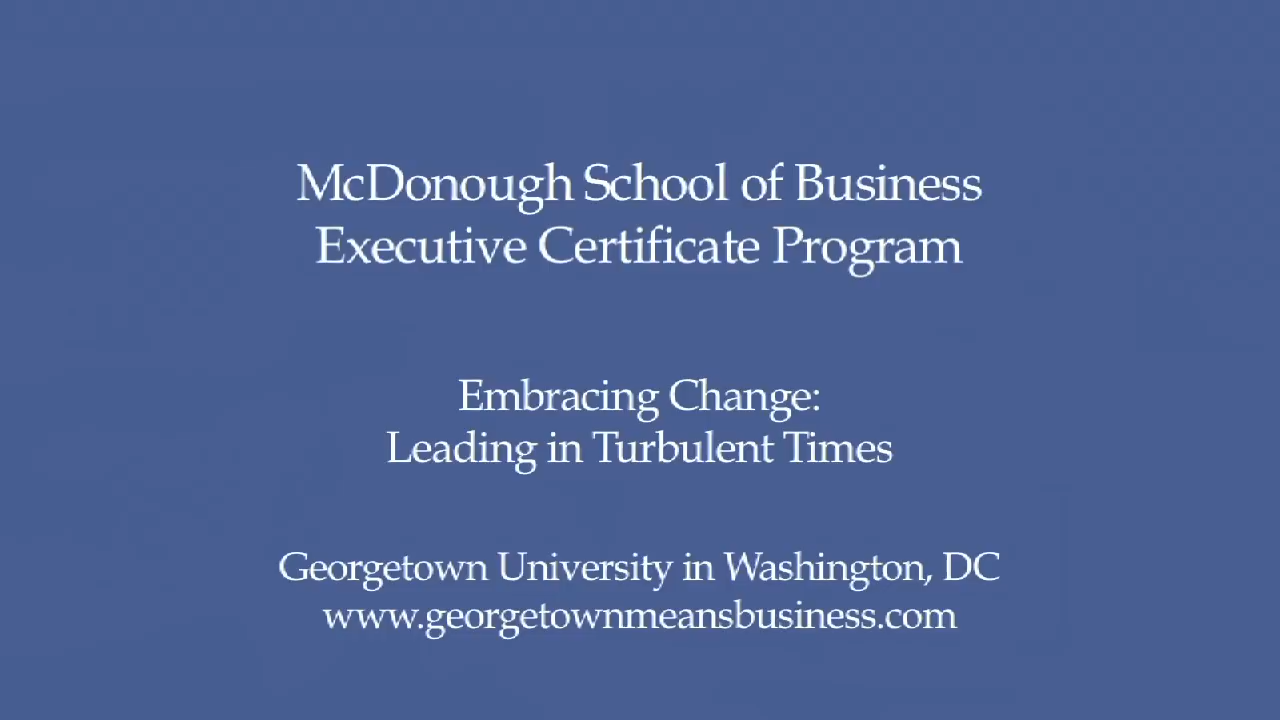 McDonough School of Business
Executive Certificate Program
Embracing Change:
Leading in Turbulent Times
Georgetown University in Washington, DC
www.georgetownmeansbusiness.com